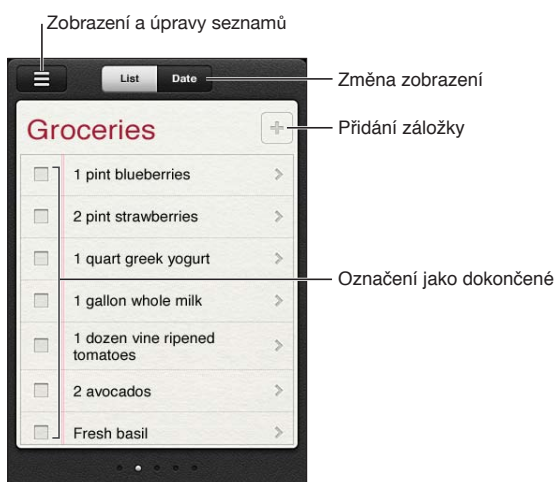 Zobrazení a úpravy seznamů
List Date
Změna zobrazení
Groceries
Přidání záložky
1 pint blueberries
2 pint strawberries
1 quart greek yogurt
Označení jako dokončené
1 gallon whole milk
1 dozen vine ripened
tomatoes
2 avocados
Fresh basil